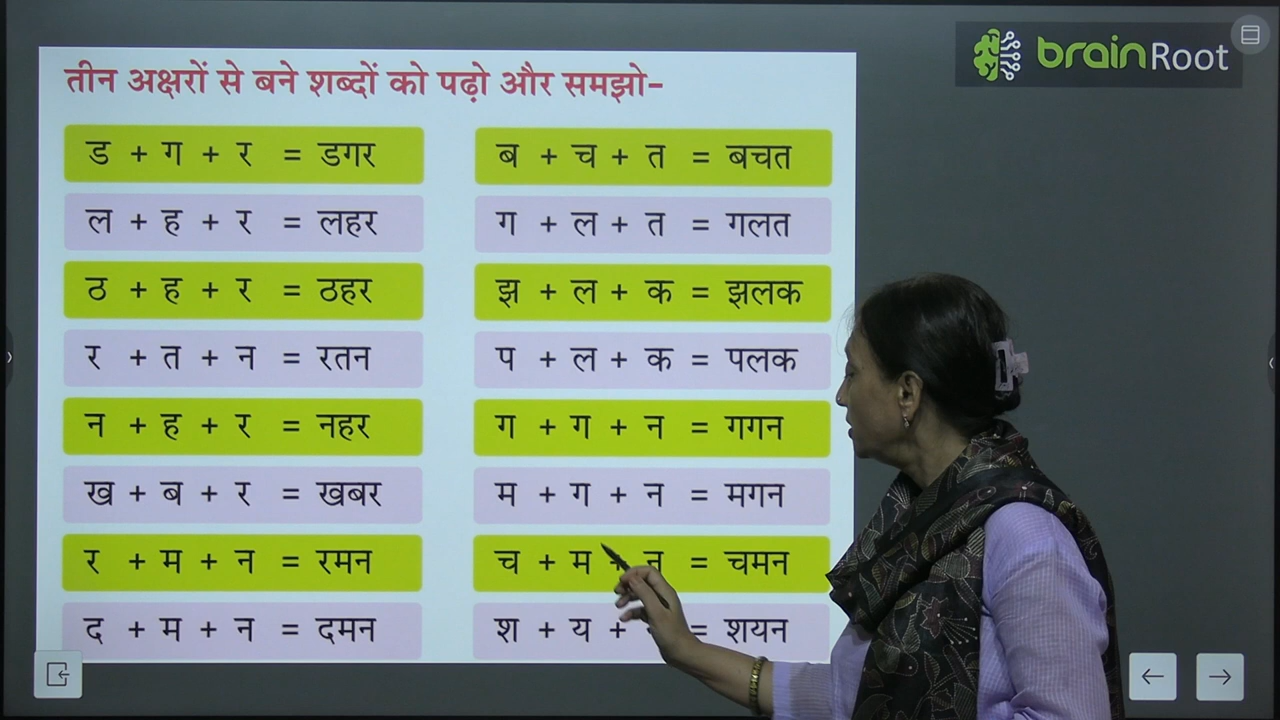 brainRoot
तीन अक्षरों से बने शब्दों को पढ़ो और समझो-
ड + ग + र = डगर
ल + ह + र = लहर
ठ + ह + र = ठहर
र + त + न = रतन
न + ह + र = नहर
ख + ब + र = खबर
र + म + न = रमन
द + म + न = दमन
ब + च + त = बचत
ग + ल + त = गलत
झ + ल + क = झलक
प + ल + क = पलक
ग + ग + न = गगन
म + ग + न = मगन
च + म + न = चमन
श + य + = शयन